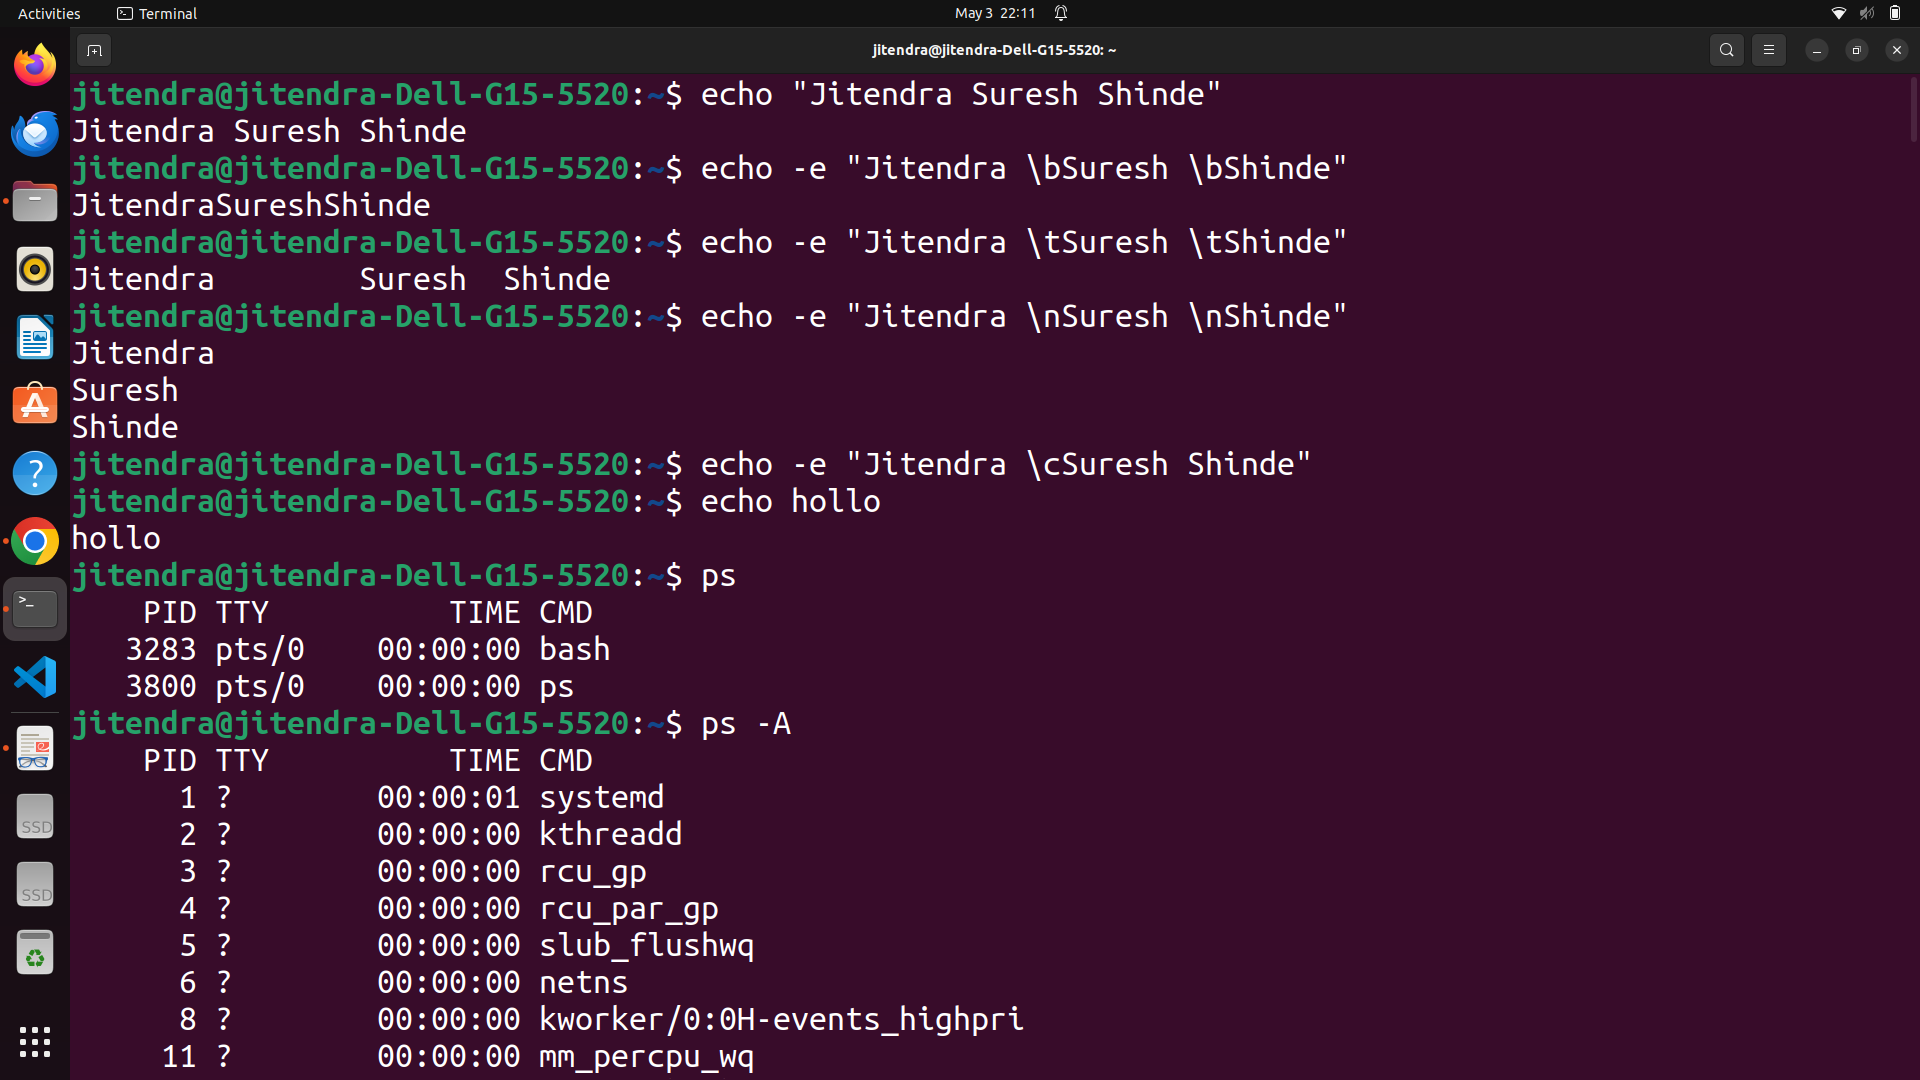 Activities Terminal May 3 22:11
jitendra@jitendra-Dell-G15-5520: ~
jitendra@jitendra-Dell-G15-5520:~$ echo "Jitendra Suresh Shinde"
Jitendra Suresh Shinde
jitendra@jitendra-Dell-G15-5520:~$ echo -e "Jitendra \bSuresh \bShinde"
JitendraSureshShinde
jitendra@jitendra-Dell-G15-5520:~$ echo -e "Jitendra \tSuresh \tShinde"
Jitendra        Suresh  Shinde
jitendra@jitendra-Dell-G15-5520:~$ echo -e "Jitendra \nSuresh \nShinde"
Jitendra
Suresh
Shinde
jitendra@jitendra-Dell-G15-5520:~$ echo -e "Jitendra \cSuresh Shinde"
jitendra@jitendra-Dell-G15-5520:~$ echo hollo
hollo
jitendra@jitendra-Dell-G15-5520:~$ ps
    PID TTY          TIME CMD
   3283 pts/0    00:00:00 bash
   3800 pts/0    00:00:00 ps
jitendra@jitendra-Dell-G15-5520:~$ ps -A
    PID TTY          TIME CMD
      1 ?        00:00:01 systemd
      2 ?        00:00:00 kthreadd
      3 ?        00:00:00 rcu_gp
      4 ?        00:00:00 rcu_par_gp
      5 ?        00:00:00 slub_flushwq
      6 ?        00:00:00 netns
      8 ?        00:00:00 kworker/0:0H-events_highpri
     11 ?        00:00:00 mm_percpu_wq
SSD
SSD